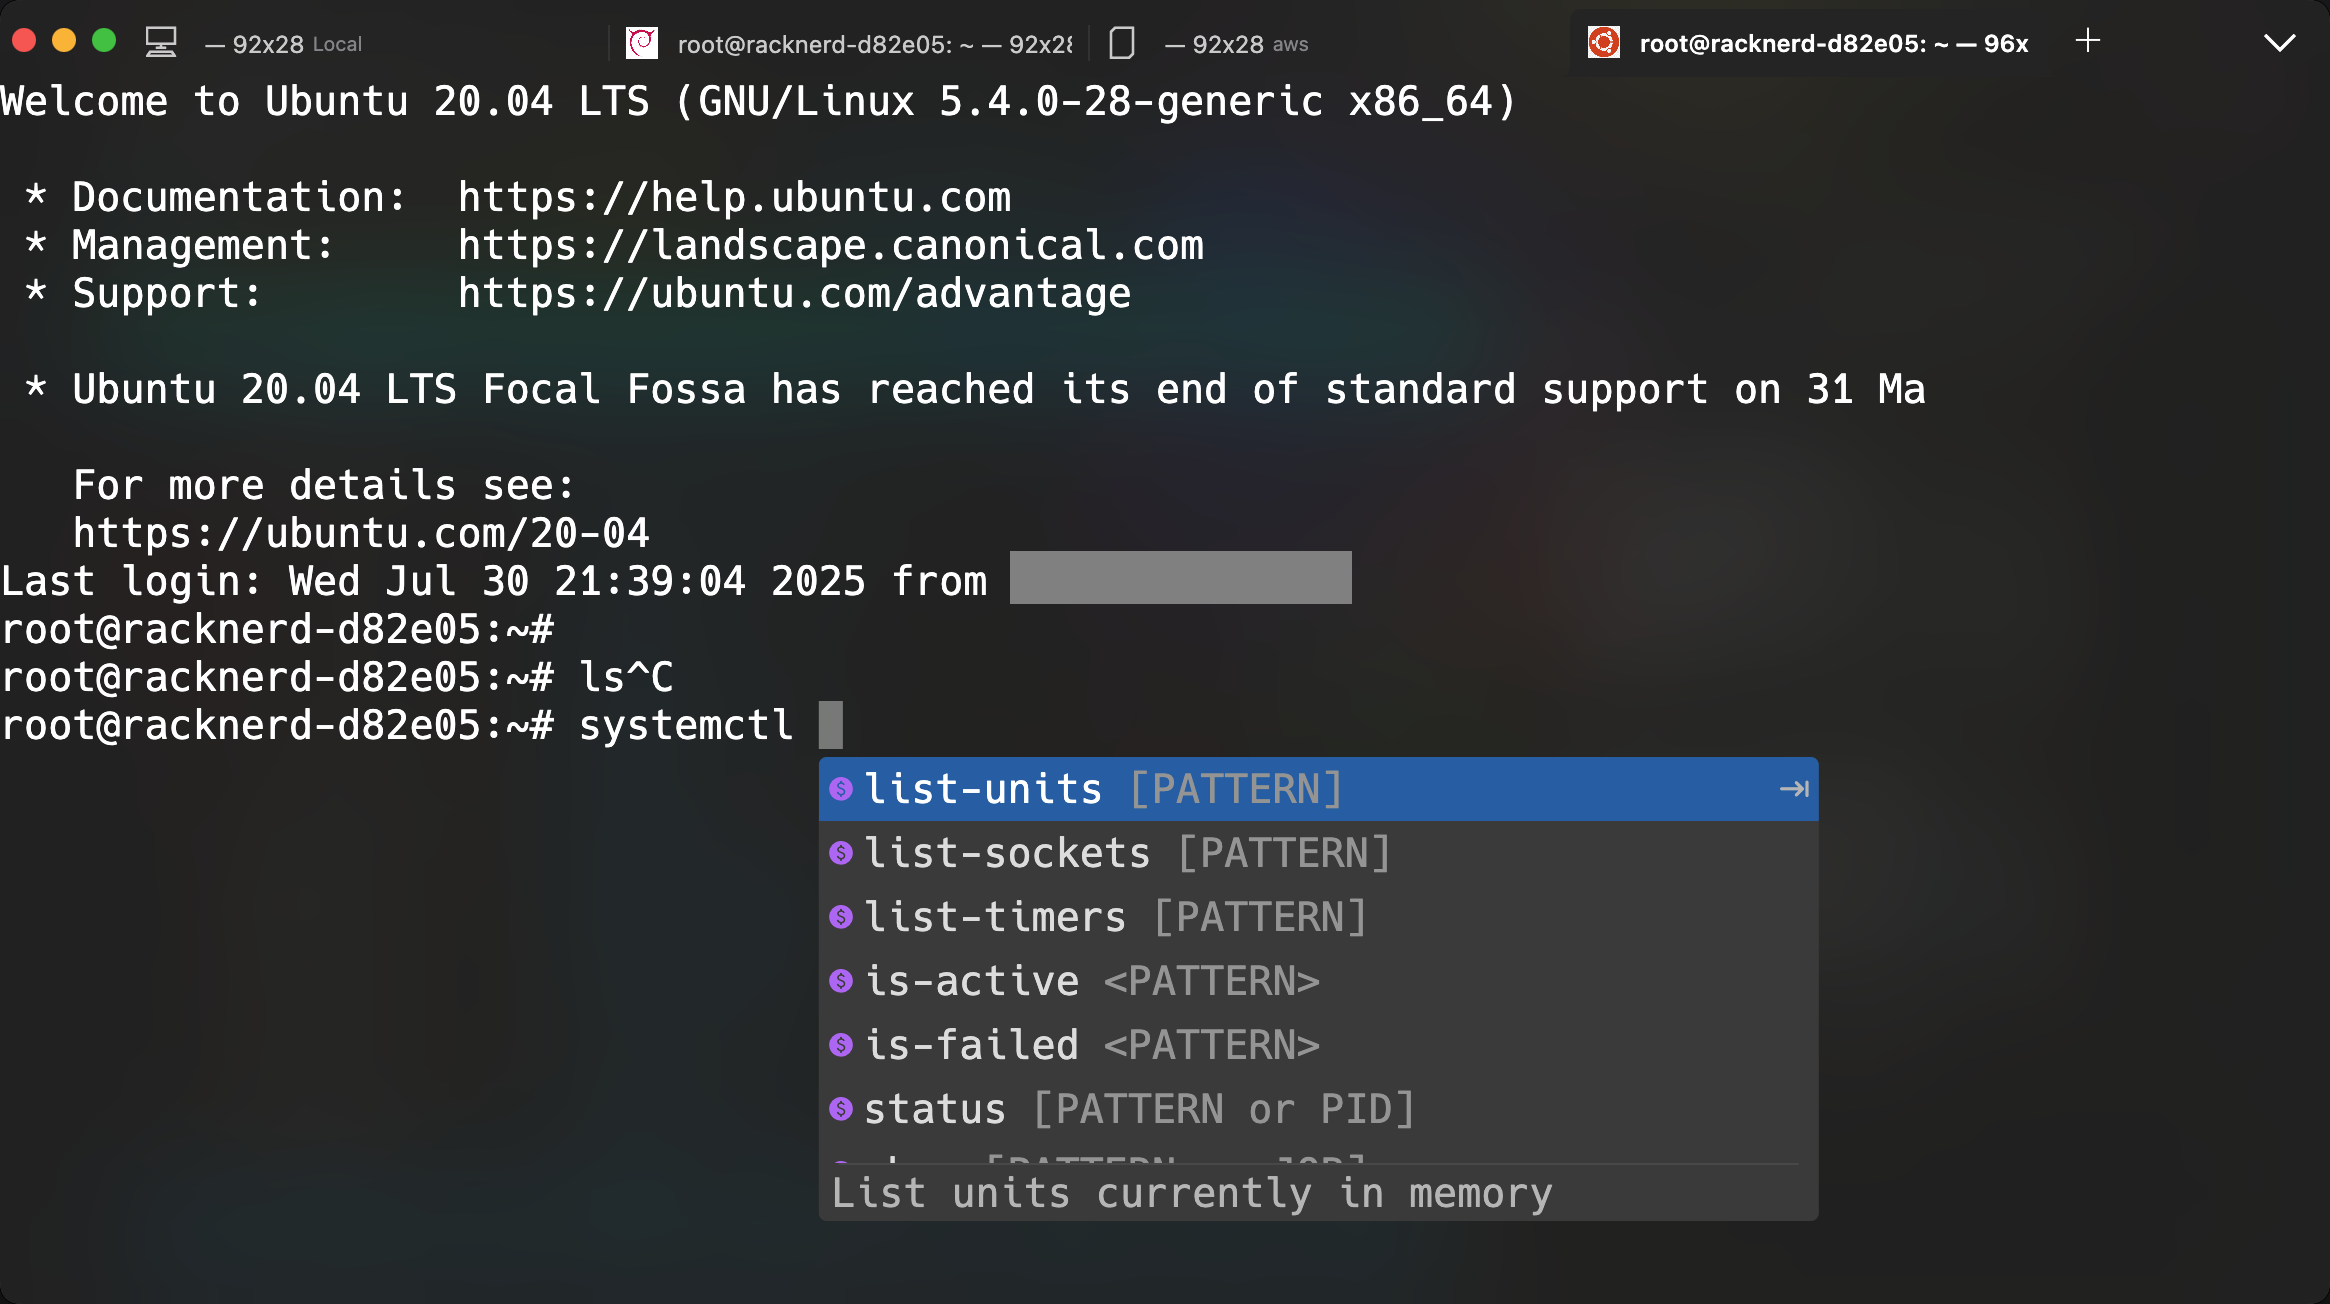 — 92x28 Local
root@racknerd-d82e05: ~ — 92x28
— 92x28 aws
root@racknerd-d82e05: ~ — 96x
Welcome to Ubuntu 20.04 LTS (GNU/Linux 5.4.0-28-generic x86_64)
* Documentation:  https://help.ubuntu.com
* Management:     https://landscape.canonical.com
* Support:        https://ubuntu.com/advantage
* Ubuntu 20.04 LTS Focal Fossa has reached its end of standard support on 31 Ma
For more details see:
https://ubuntu.com/20-04
Last login: Wed Jul 30 21:39:04 2025 from
root@racknerd-d82e05:~#
root@racknerd-d82e05:~# ls^C
root@racknerd-d82e05:~# systemctl
list-units [PATTERN]
list-sockets [PATTERN]
list-timers [PATTERN]
is-active <PATTERN>
is-failed <PATTERN>
status [PATTERN or PID]
List units currently in memory